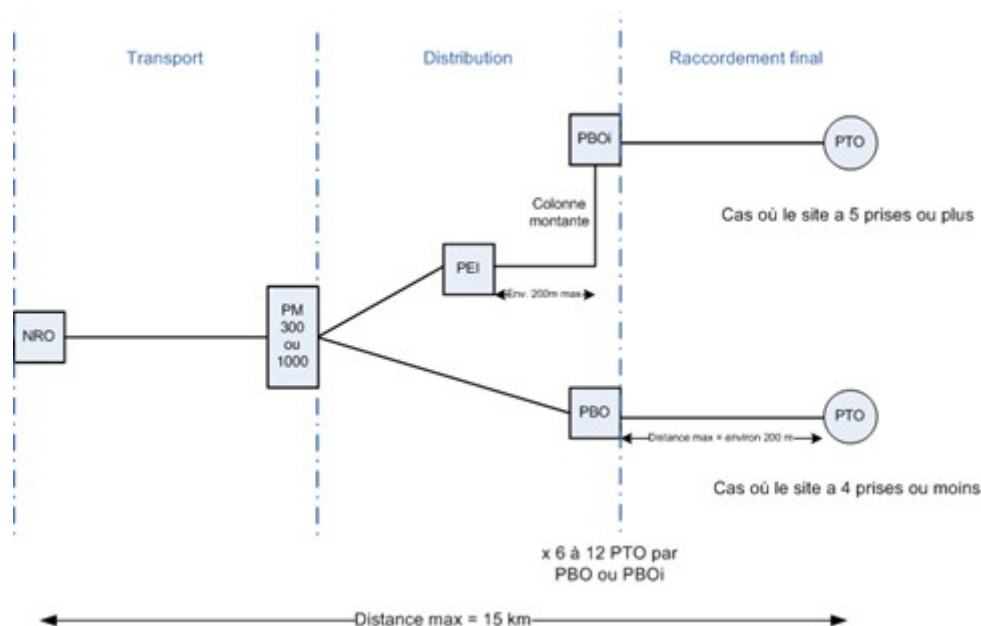 Transport
Distribution
Raccordement final
PBOi
PTO
Colonne
montante
Cas où le site a 5 prises ou plus
PEI
Env. 200m max
NRO
PM
300
ou
1000
PBO
PTO
Distance max = environ 200 m
Cas où le site a 4 prises ou moins
x 6 à 12 PTO par
PBO ou PBOi
Distance max = 15 km